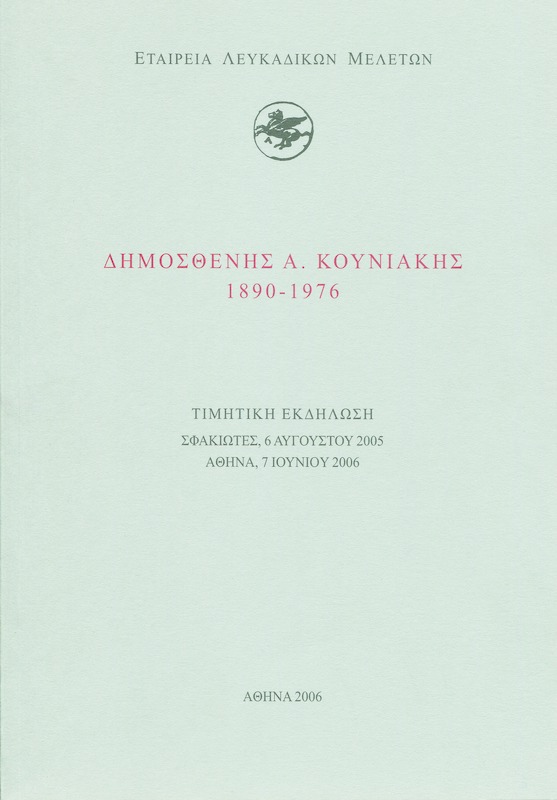 ΕΤΑΙΡΕΙΑ ΛΕΥΚΑΔΙΚΩΝ ΜΕΛΕΤΩΝ
Λ
ΔΗΜΟΣΘΕΝΗΣ Α. ΚΟΥΝΙΑΚΗΣ
1890-1976
ΤΙΜΗΤΙΚΗ ΕΚΔΗΛΩΣΗ
ΣΦΑΚΙΩΤΕΣ, 6 ΑΥΓΟΥΣΤΟΥ 2005
ΑΘΗΝΑ, 7 ΙΟΥΝΙΟΥ 2006
ΑΘΗΝΑ 2006